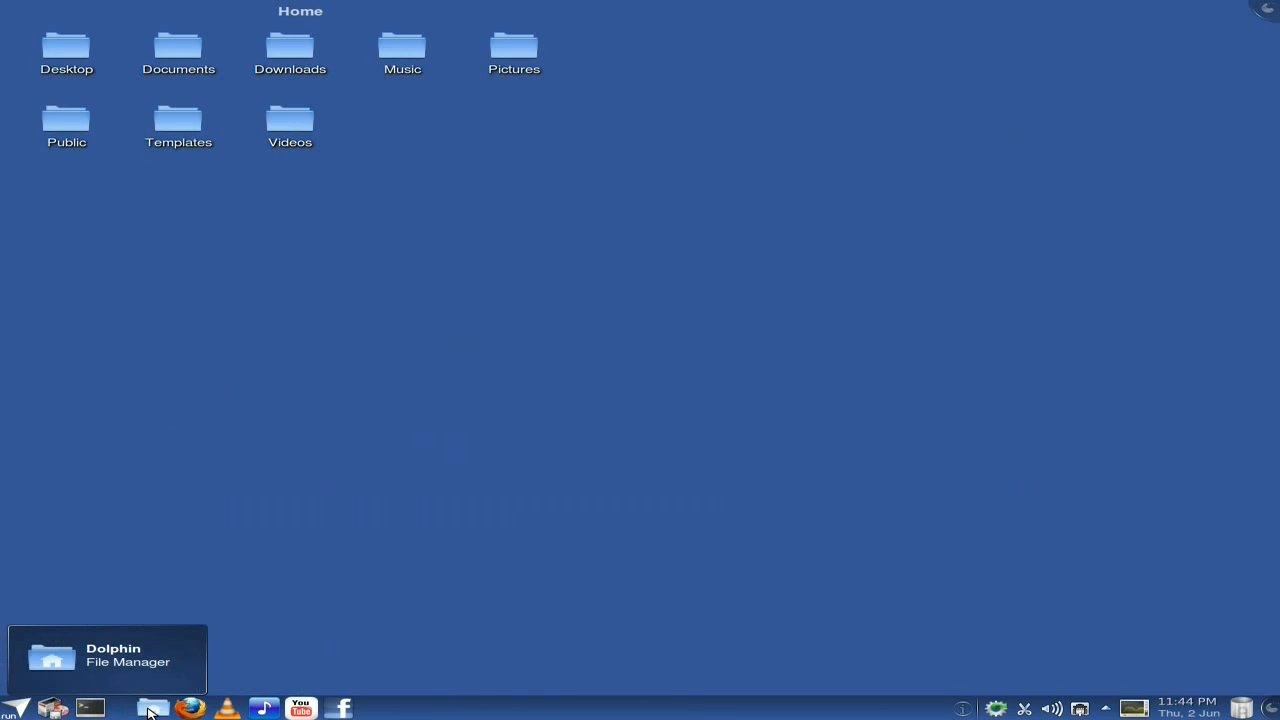 Home
Desktop
Documents
Downloads
Music
Pictures
Public
Templates
Videos
Dolphin
File Manager
run
You
Tube
f
11:44 PM
Thu, 2 Jun